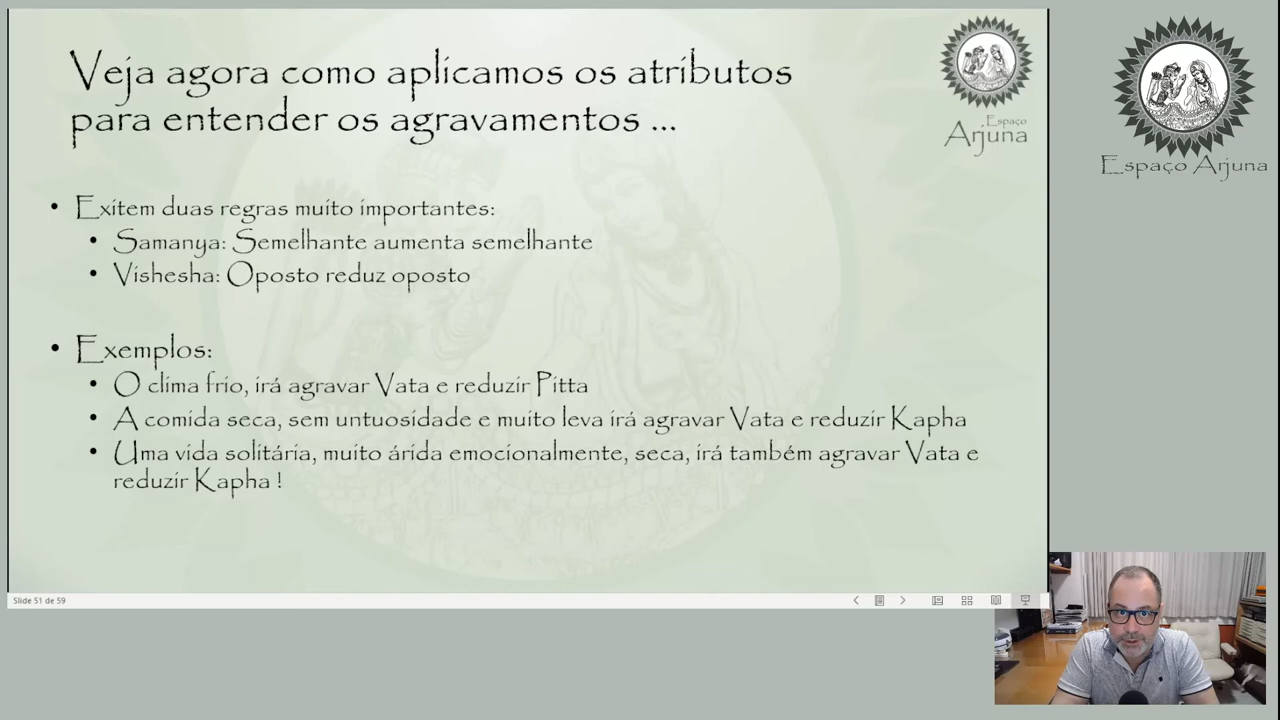 Veja agora como aplicamos os atributos
para entender os agravamentos ...
Espaço
Arjuna
Espaço Arjuna
• Exitem duas regras muito importantes:
• Samanya: Semelhante aumenta semelhante
• Vishesha: Oposto reduz oposto
• Exemplos:
• O clima frio, irá agravar Vata e reduzir Pitta
• A comida seca, sem untuosidade e muito leva irá agravar Vata e reduzir Kapha
• Uma vida solitária, muito árida emocionalmente, seca, irá também agravar Vata e
reduzir Kapha !
Slide 51 de 59